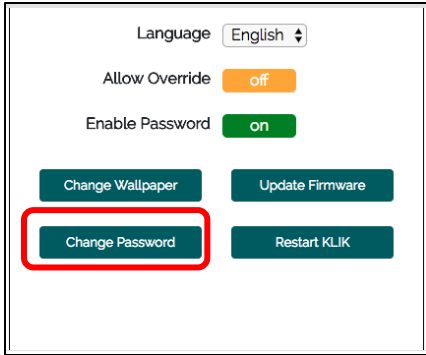 Language English
Allow Override off
Enable Password on
Change Wallpaper Update Firmware
Change Password Restart KLIK